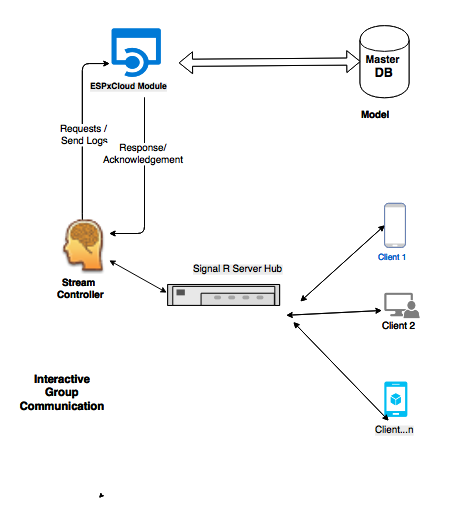 ESPxCloud Module
Master
DB
Model
Requests /
Send Logs
Response/
Acknowledgement
Stream
Controller
Signal R Server Hub
Client 1
Client 2
Client...n
Interactive
Group
Communication